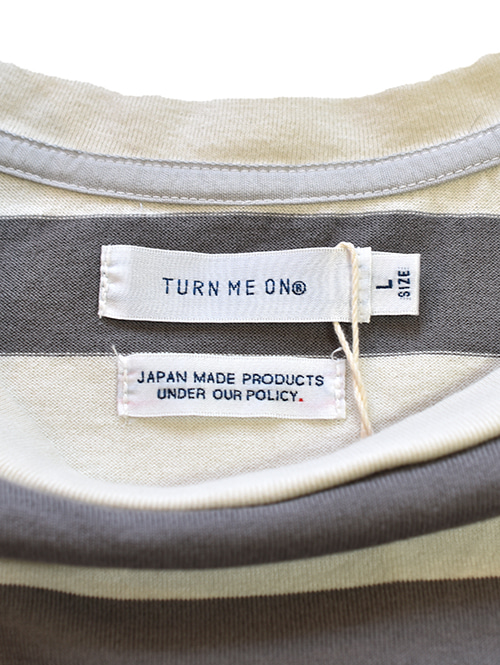 TURN ME ON®
L
SIZE
JAPAN MADE PRODUCTS
UNDER OUR POLICY.